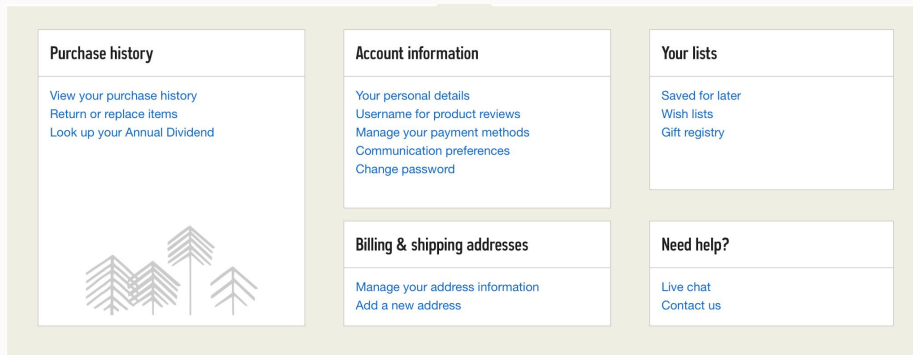 Purchase history
View your purchase history
Return or replace items
Look up your Annual Dividend
Account information
Your personal details
Username for product reviews
Manage your payment methods
Communication preferences
Change password
Billing & shipping addresses
Manage your address information
Add a new address
Your lists
Saved for later
Wish lists
Gift registry
Need help?
Live chat
Contact us